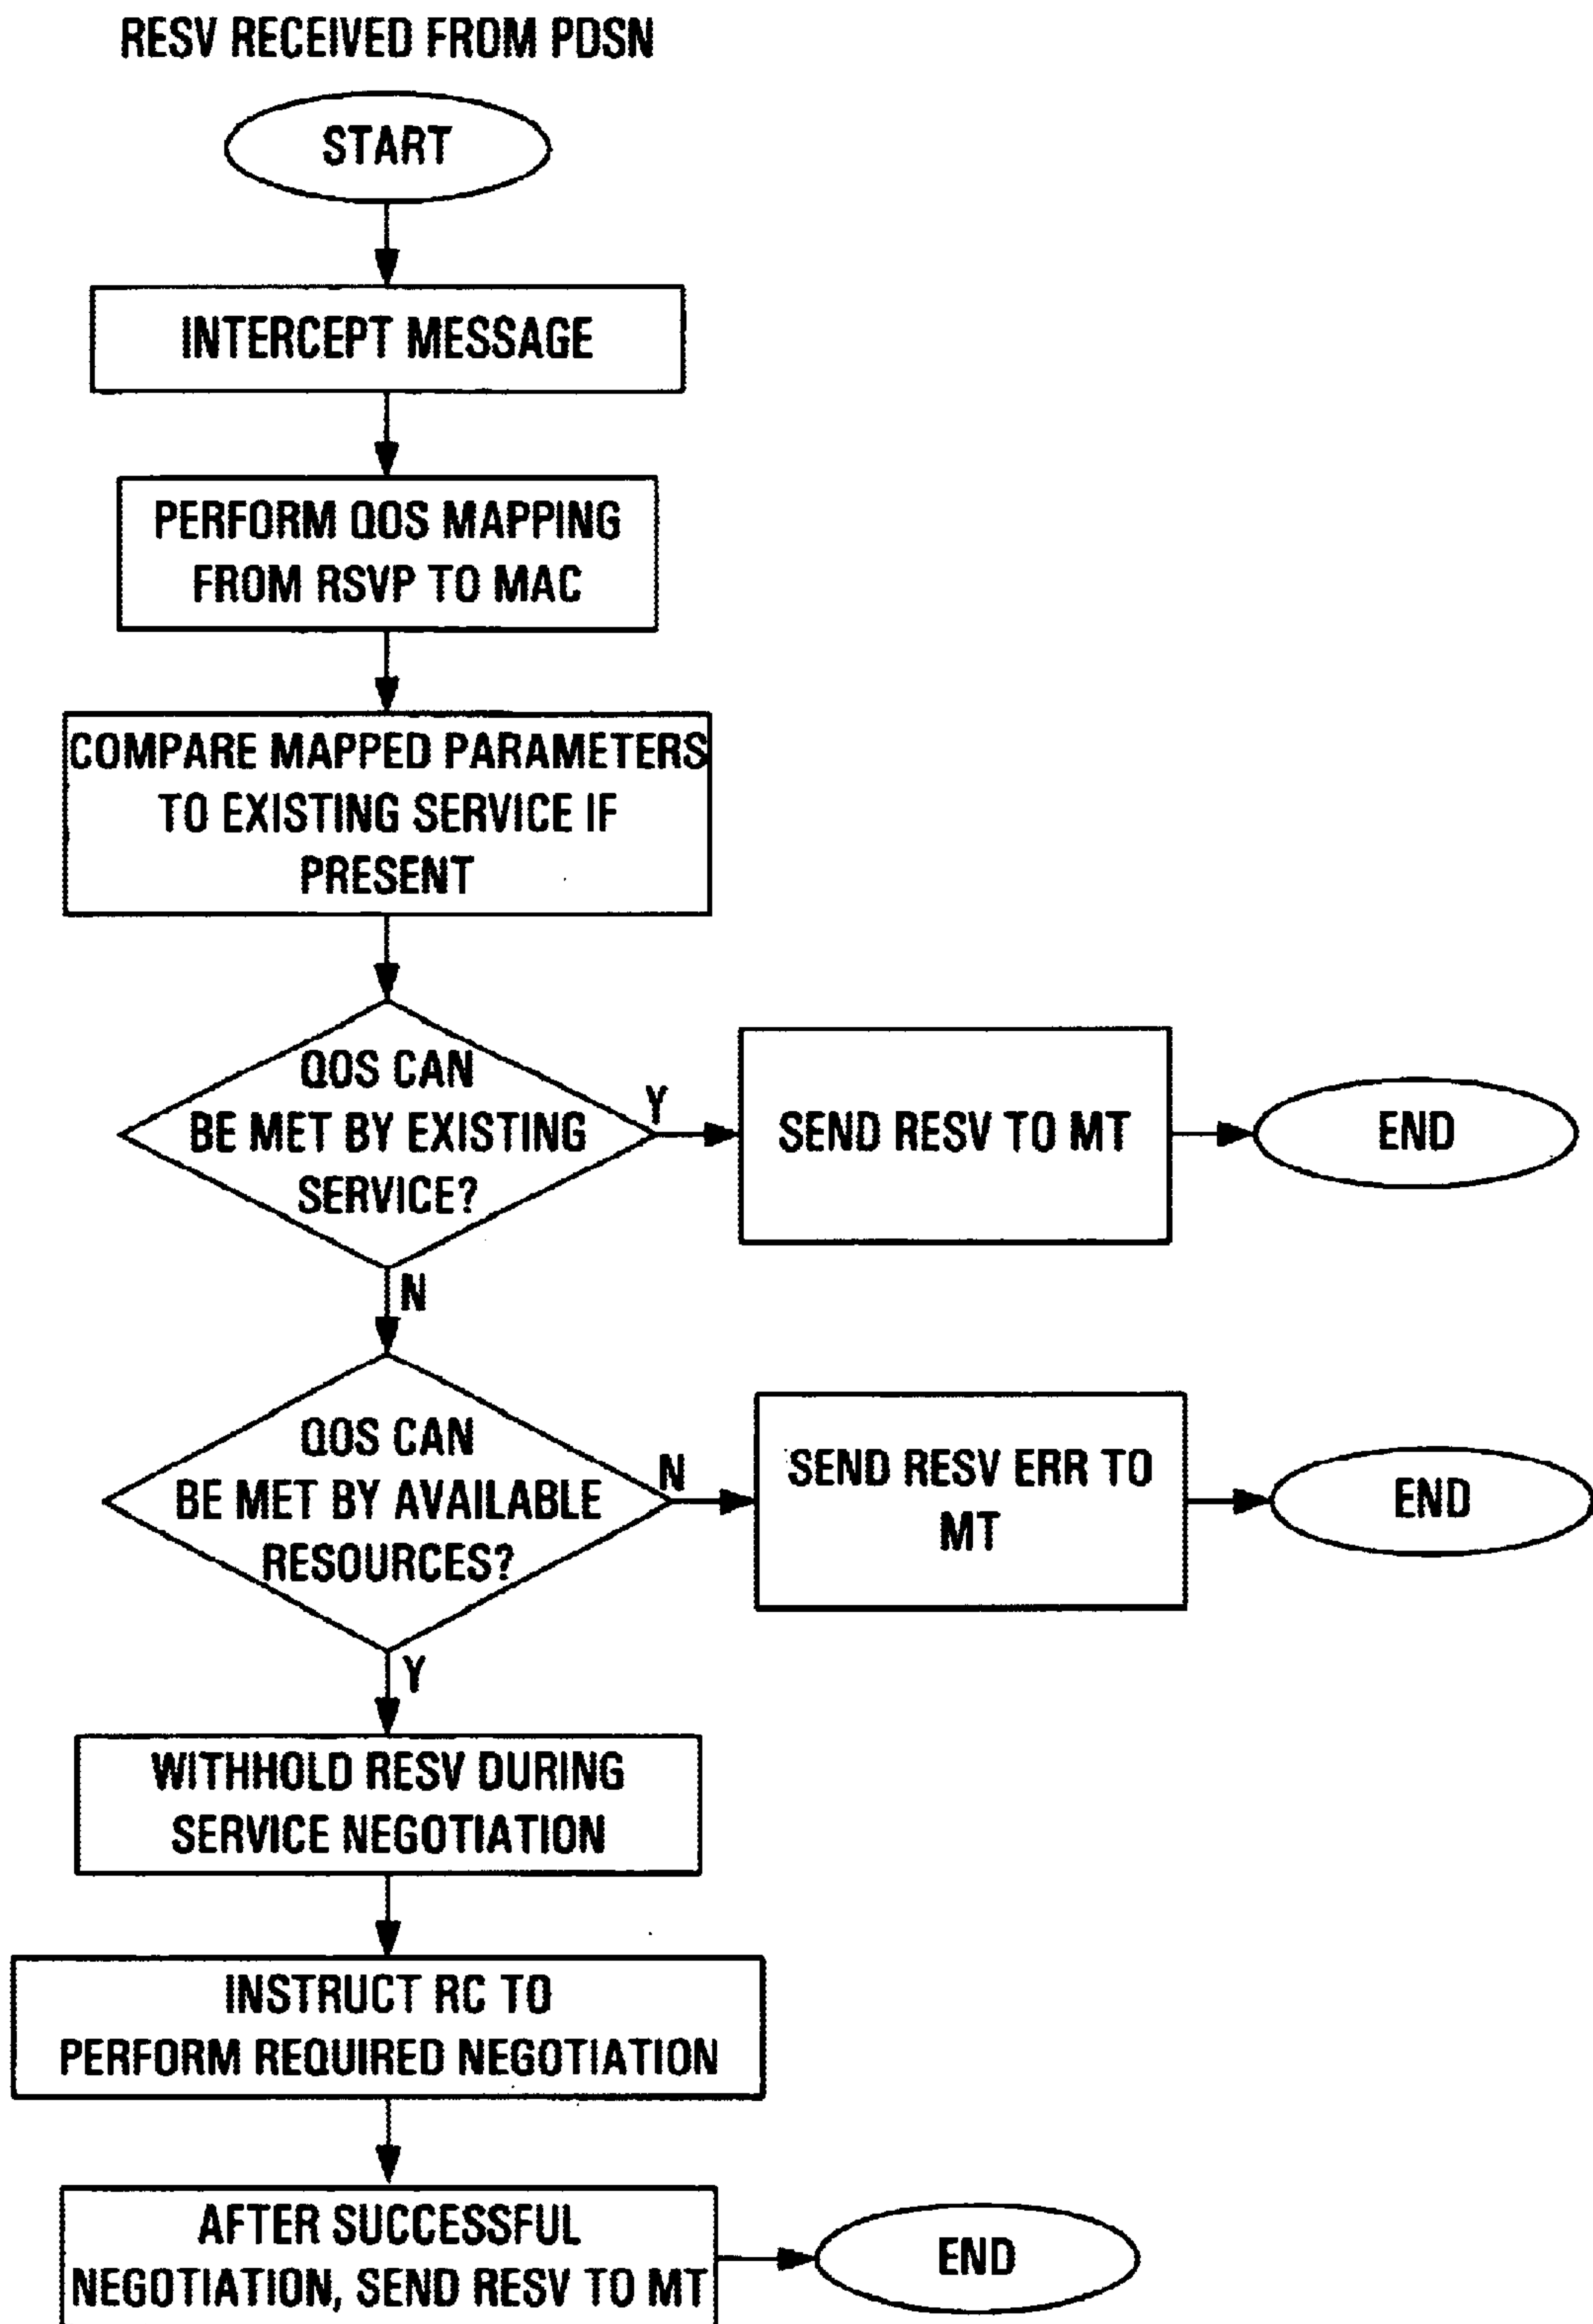 RESV RECEIVED FROM PDSN
START
INTERCEPT MESSAGE
PERFORM QOS MAPPING
FROM RSVP TO MAC
COMPARE MAPPED PARAMETERS
TO EXISTING SERVICE IF
PRESENT
QOS CAN
BE MET BY EXISTING
SERVICE?
Y
SEND RESV TO MT
END
N
QOS CAN
BE MET BY AVAILABLE
RESOURCES?
N
SEND RESV ERR TO
MT
END
Y
WITHHOLD RESV DURING
SERVICE NEGOTIATION
INSTRUCT RC TO
PERFORM REQUIRED NEGOTIATION
AFTER SUCCESSFUL
NEGOTIATION, SEND RESV TO MT
END